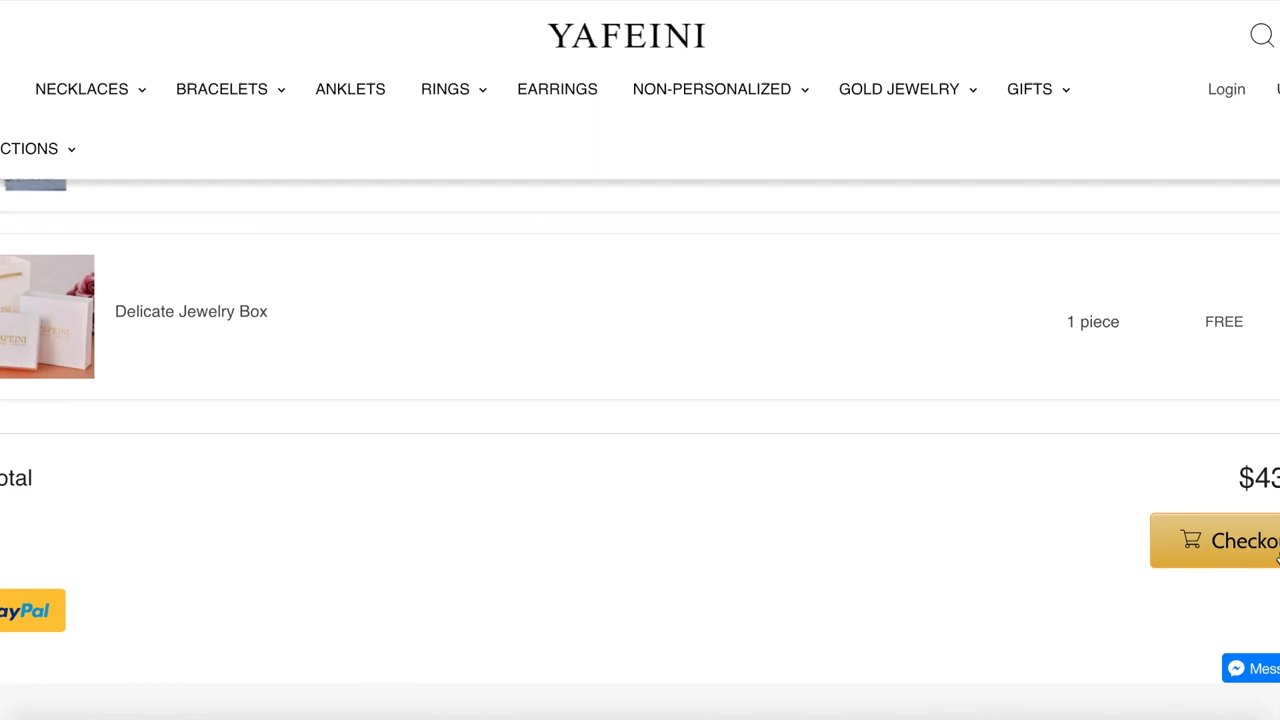 YAFEINI
NECKLACES BRACELETS ANKLETS RINGS EARRINGS NON-PERSONALIZED GOLD JEWELRY GIFTS Login
CTIONS
Delicate Jewelry Box
1 piece FREE
otal $43
Checko
ayPal
Mess